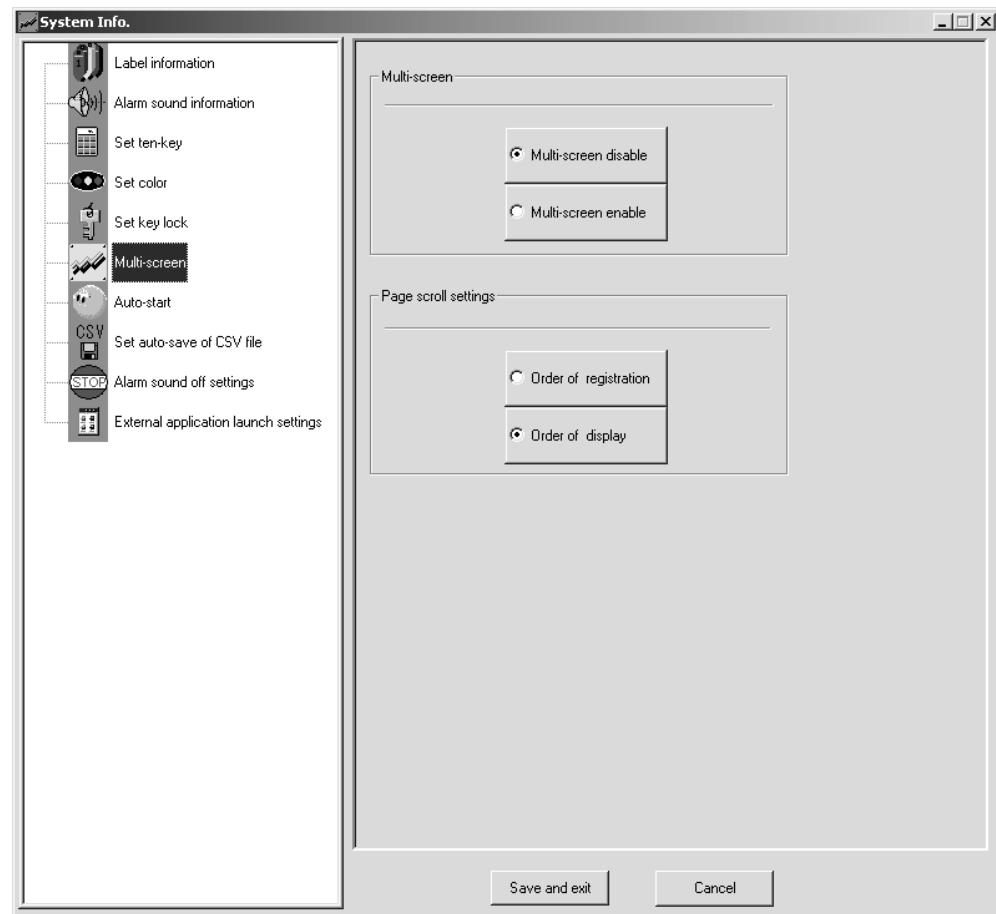 System Info.
Label information
Alarm sound information
Set ten-key
Set color
Set key lock
Multi-screen
Auto-start
CSV
Set auto-save of CSV file
STOP
Alarm sound off settings
External application launch settings
Multi-screen
Multi-screen disable
Multi-screen enable
Page scroll settings
Order of registration
Order of display
Save and exit
Cancel